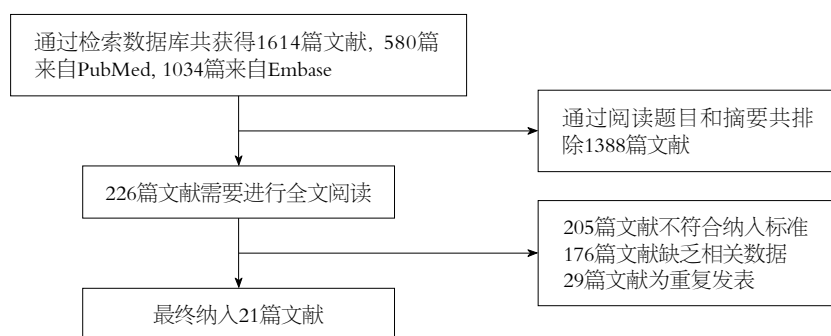 通过检索数据库共获得1614篇文献, 580篇
来自PubMed, 1034篇来自Embase
通过阅读题目和摘要共排
除1388篇文献
226篇文献需要进行全文阅读
205篇文献不符合纳入标准
176篇文献缺乏相关数据
29篇文献为重复发表
最终纳入21篇文献